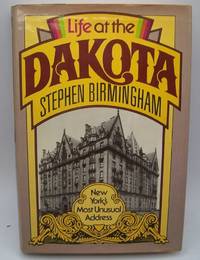 Life at the
DAKOTA
STEPHEN BIRMINGHAM
New
York's
Most Unusual
Address